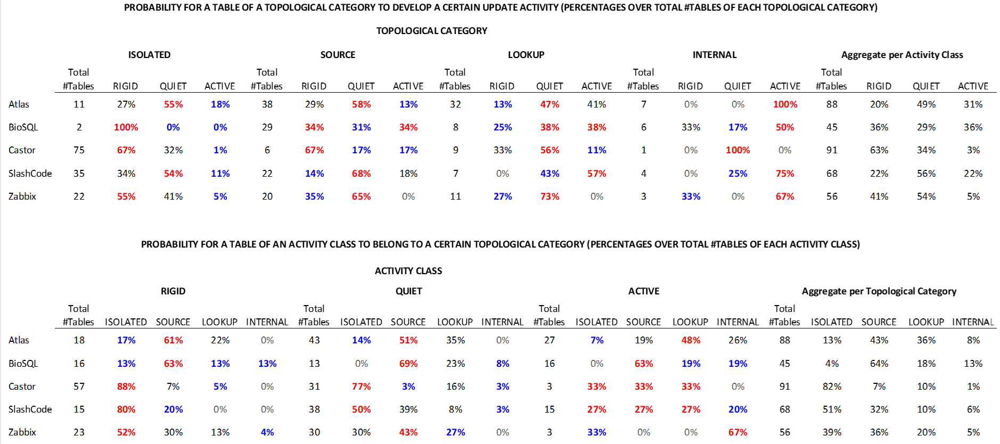 PROBABILITY FOR A TABLE OF A TOPOLOGICAL CATEGORY TO DEVELOP A CERTAIN UPDATE ACTIVITY (PERCENTAGES OVER TOTAL #TABLES OF EACH TOPOLOGICAL CATEGORY)
TOPOLOGICAL CATEGORY
ISOLATED SOURCE LOOKUP INTERNAL Aggregate per Activity Class
Total Total Total Total Total
#Tables RIGID QUIET ACTIVE #Tables RIGID QUIET ACTIVE #Tables RIGID QUIET ACTIVE #Tables RIGID QUIET ACTIVE #Tables RIGID QUIET ACTIVE
Atlas 11 27% 55% 18% 38 29% 58% 13% 32 13% 47% 41% 7 0% 0% 100% 88 20% 49% 31%
BioSQL 2 100% 0% 0% 29 34% 31% 34% 8 25% 38% 38% 6 33% 17% 50% 45 36% 29% 36%
Castor 75 67% 32% 1% 6 67% 17% 17% 9 33% 56% 11% 1 0% 100% 0% 91 63% 34% 3%
SlashCode 35 34% 54% 11% 22 14% 68% 18% 7 0% 43% 57% 4 0% 25% 75% 68 22% 56% 22%
Zabbix 22 55% 41% 5% 20 35% 65% 0% 11 27% 73% 0% 3 33% 0% 67% 56 41% 54% 5%
PROBABILITY FOR A TABLE OF AN ACTIVITY CLASS TO BELONG TO A CERTAIN TOPOLOGICAL CATEGORY (PERCENTAGES OVER TOTAL #TABLES OF EACH ACTIVITY CLASS)
ACTIVITY CLASS
RIGID QUIET ACTIVE Aggregate per Topological Category
Total Total Total Total
#Tables ISOLATED SOURCE LOOKUP INTERNAL #Tables ISOLATED SOURCE LOOKUP INTERNAL #Tables ISOLATED SOURCE LOOKUP INTERNAL #Tables ISOLATED SOURCE LOOKUP INTERNAL
Atlas 18 17% 61% 22% 0% 43 14% 51% 35% 0% 27 7% 19% 48% 26% 88 13% 43% 36% 8%
BioSQL 16 13% 63% 13% 13% 13 0% 69% 23% 8% 16 0% 63% 19% 19% 45 4% 64% 18% 13%
Castor 57 88% 7% 5% 0% 31 77% 3% 16% 3% 3 33% 33% 33% 0% 91 82% 7% 10% 1%
SlashCode 15 80% 20% 0% 0% 38 50% 39% 8% 3% 15 27% 27% 27% 20% 68 51% 32% 10% 6%
Zabbix 23 52% 30% 13% 4% 30 30% 43% 27% 0% 3 33% 0% 0% 67% 56 39% 36% 20% 5%